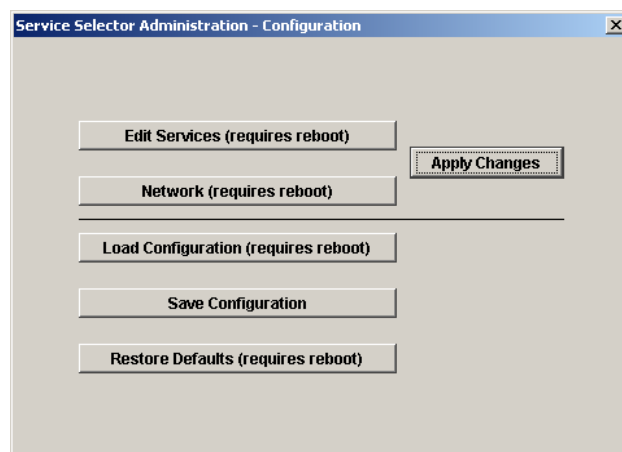 Service Selector Administration - Configuration
Edit Services (requires reboot)
Apply Changes
Network (requires reboot)
Load Configuration (requires reboot)
Save Configuration
Restore Defaults (requires reboot)